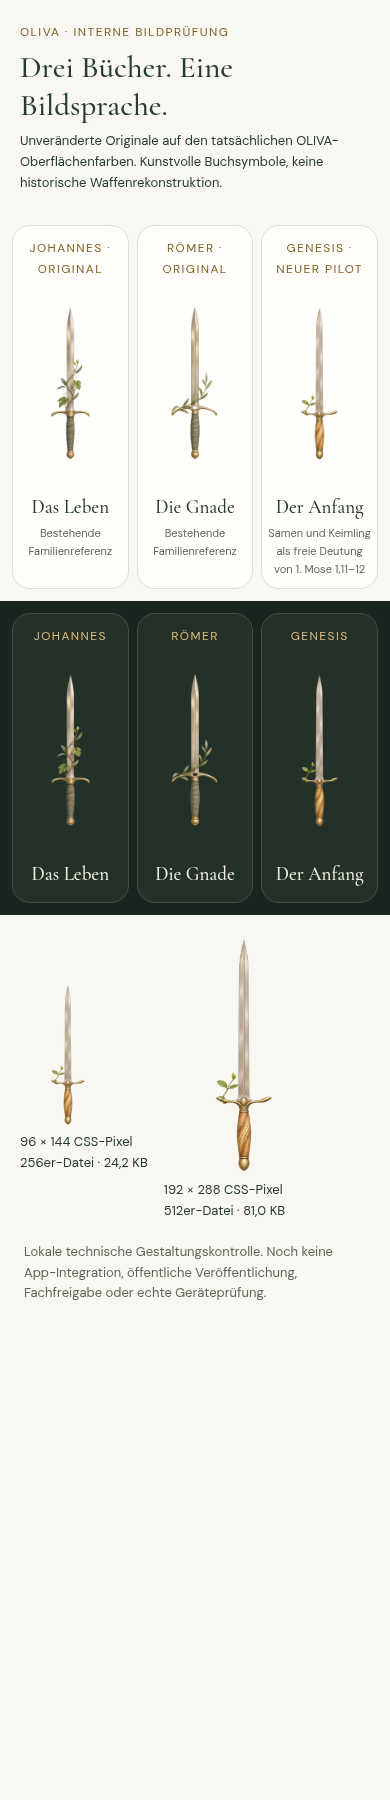 OLIVA · INTERNE BILDPRÜFUNG
Drei Bücher. Eine
Bildsprache.
Unveränderte Originale auf den tatsächlichen OLIVA-
Oberflächenfarben. Kunstvolle Buchsymbole, keine
historische Waffenrekonstruktion.
JOHANNES ·
ORIGINAL
Das Leben
Bestehende
Familienreferenz
RÖMER ·
ORIGINAL
Die Gnade
Bestehende
Familienreferenz
GENESIS ·
NEUER PILOT
Der Anfang
Samen und Keimling
als freie Deutung
von 1. Mose 1,11–12
JOHANNES
Das Leben
RÖMER
Die Gnade
GENESIS
Der Anfang
96 × 144 CSS-Pixel
256er-Datei · 24,2 KB
192 × 288 CSS-Pixel
512er-Datei · 81,0 KB
Lokale technische Gestaltungskontrolle. Noch keine
App-Integration, öffentliche Veröffentlichung,
Fachfreigabe oder echte Geräteprüfung.